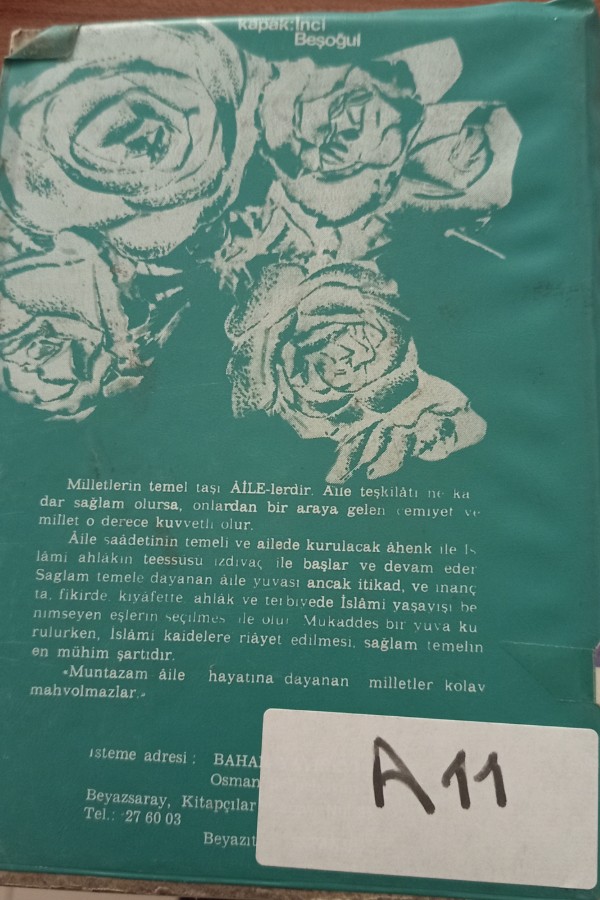 kapak: İnci
Beşoğul
Milletlerin temel taşı ÂİLE-lerdir. Aile teşkilâtı ne ka
dar sağlam olursa, onlardan bir araya gelen cemiyet ve
millet o derece kuvvetli olur.
Âile saâdetinin temeli ve ailede kurulacak âhenk ile İs
lâmi ahlâkın teessusu izdivaç ile başlar ve devam eder
Saglam temele dayanan âile yuvası ancak itikad, ve inanç
ta, fikirde, kıyâfette, ahlâk ve terbiyede İslâmi yaşayışı be
nimseyen eşlerin seçilmesi ile olur. Mukaddes bir yuva ku
rulurken, İslâmi kaidelere riâyet edilmesi, sağlam temelin
en mühim şartıdır.
«Muntazam âile hayatına dayanan milletler kolay
mahvolmazlar.»
isteme adresi : BAHA
Osman
Beyazsaray, Kitapçılar
Tel.: 27 60 03
Beyazıt
A11